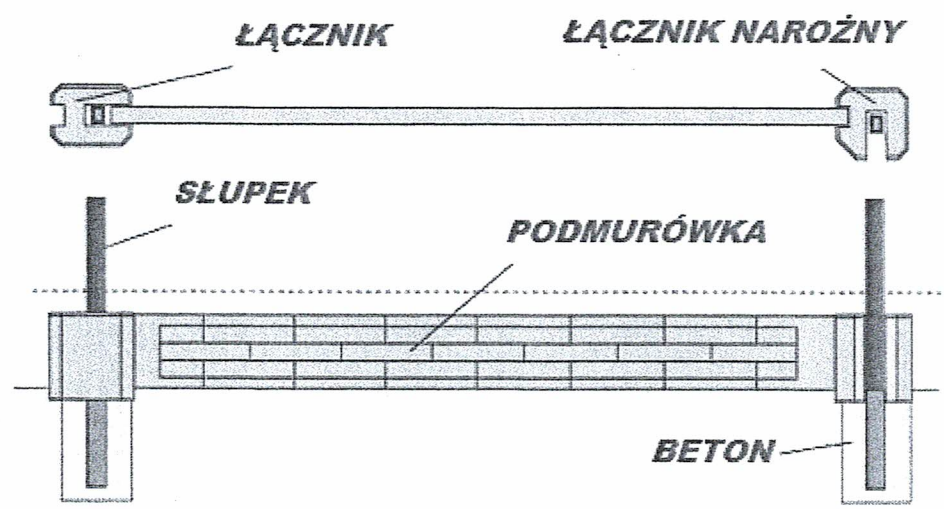 ŁĄCZNIK
ŁĄCZNIK NAROŻNY
SŁUPEK
PODMURÓWKA
BETON